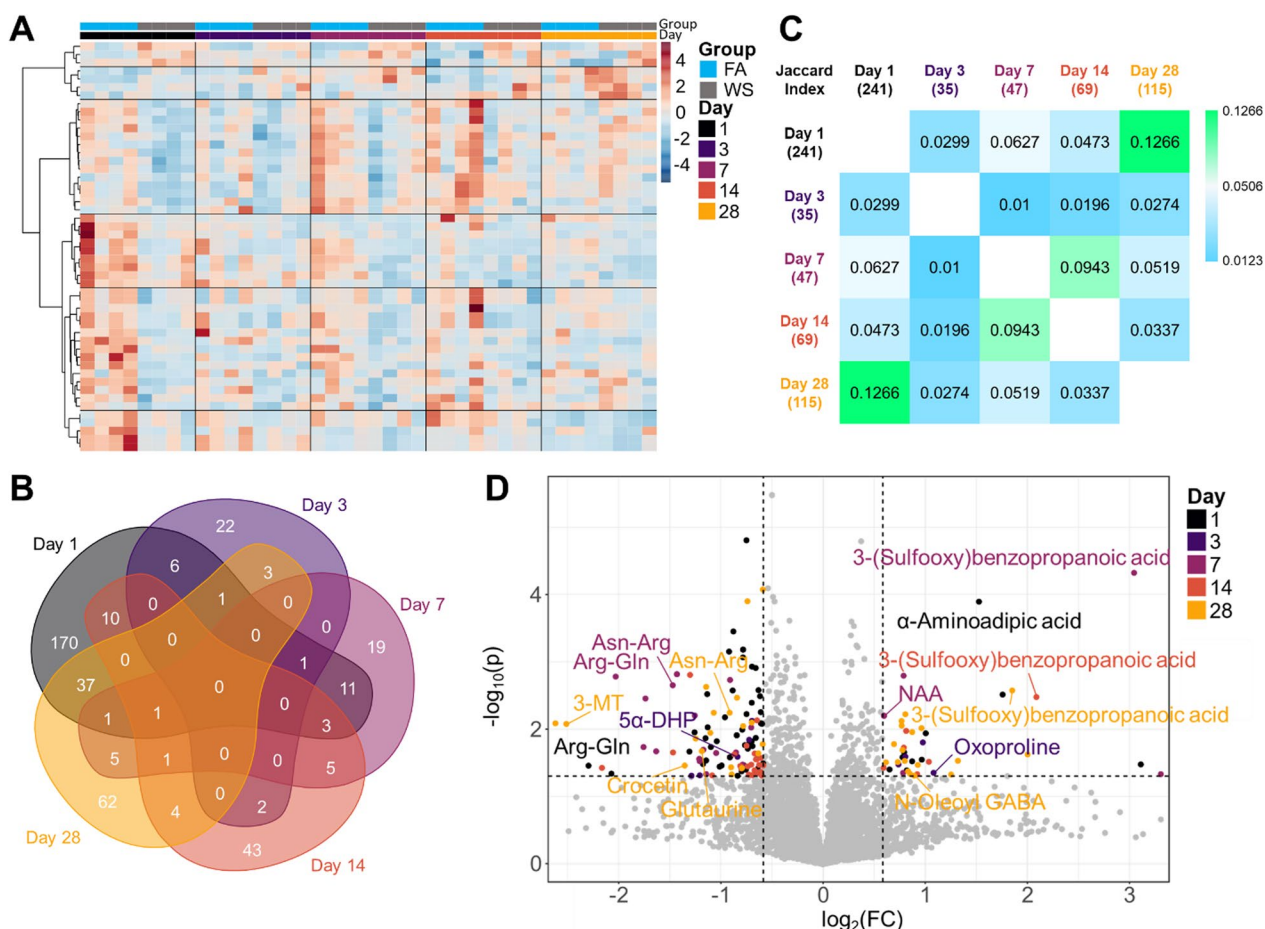 A
Group
Day
4
2
0
-2
-4
Group
FA
WS
Day
1
3
7
14
28
C
Jaccard Index
Day 1 (241)
Day 3 (35)
Day 7 (47)
Day 14 (69)
Day 28 (115)
Day 1 (241)
0.0299
0.0627
0.0473
0.1266
Day 3 (35)
0.0299
0.01
0.0196
0.0274
Day 7 (47)
0.0627
0.01
0.0943
0.0519
Day 14 (69)
0.0473
0.0196
0.0943
0.0337
Day 28 (115)
0.1266
0.0274
0.0519
0.0337
0.1266
0.0506
0.0123
B
Day 3
22
Day 1
6
3
Day 7
1
0
10
0
0
19
170
0
0
1
0
37
0
11
1
1
3
5
1
0
0
5
62
0
4
2
Day 28
43
Day 14
D
-log10(p)
4
2
0
-2
-1
0
1
2
3
log2(FC)
3-(Sulfooxy)benzopropanoic acid
α-Aminoadipic acid
Asn-Arg
Arg-Gln
Asn-Arg
3-(Sulfooxy)benzopropanoic acid
NAA
3-MT
3-(Sulfooxy)benzopropanoic acid
5α-DHP
Arg-Gln
Oxoproline
Crocetin
N-Oleoyl GABA
Glutaurine
Day
1
3
7
14
28